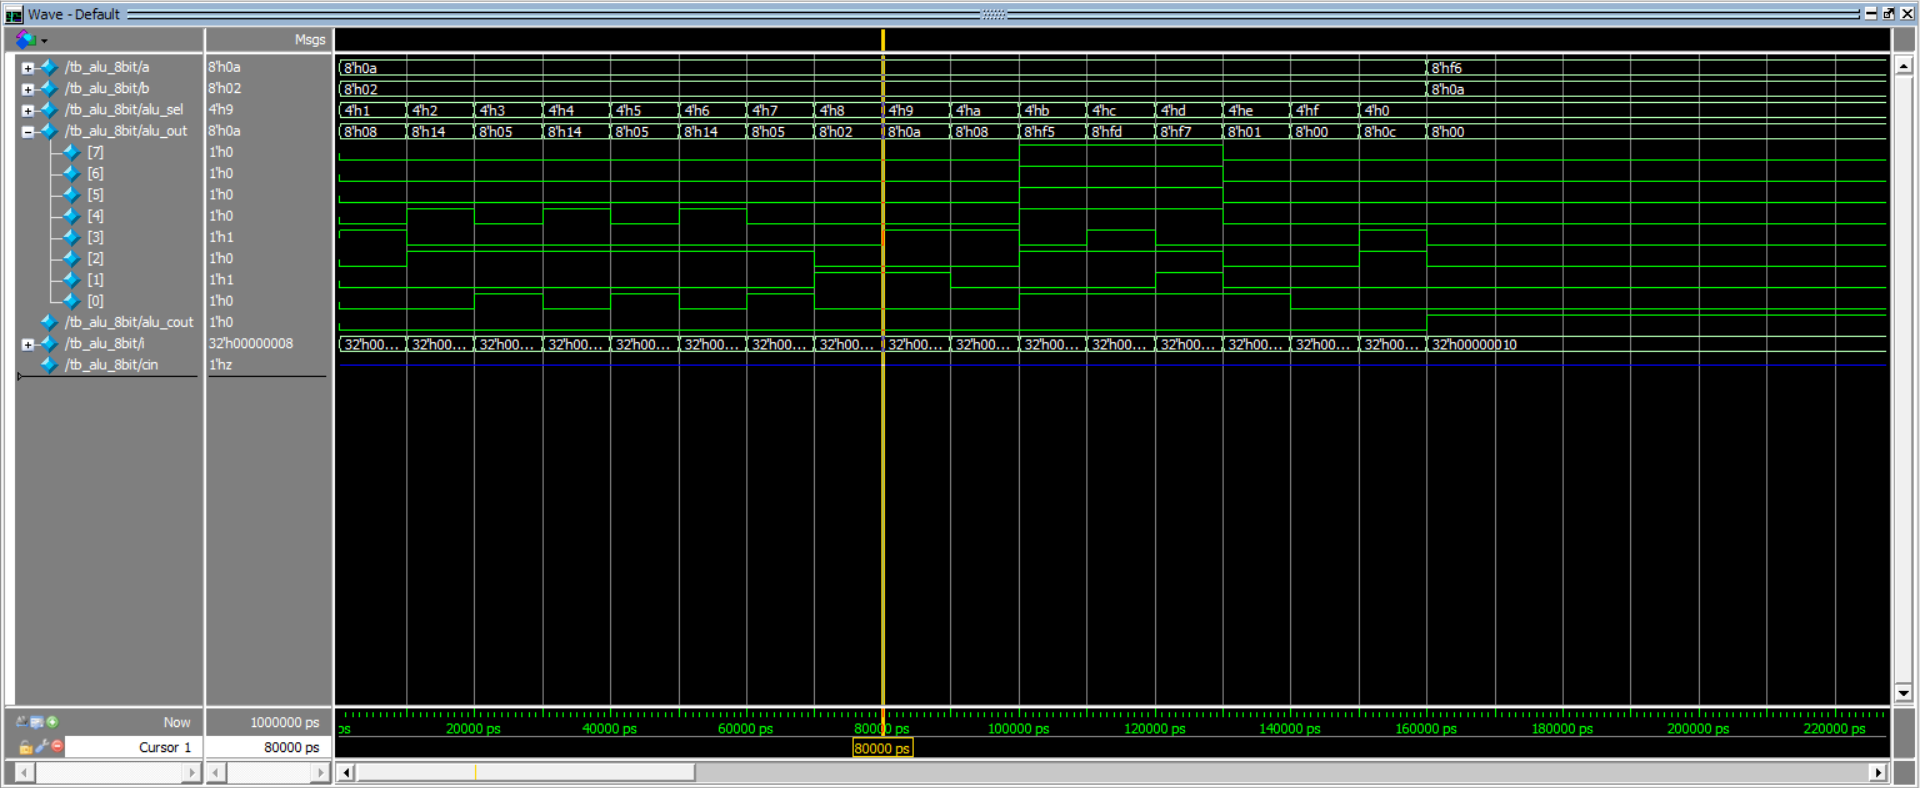 Wave - Default
Msgs
/tb_alu_8bit/a 8'h0a 8'h0a 8'hf6
/tb_alu_8bit/b 8'h02 8'h02 8'h0a
/tb_alu_8bit/alu_sel 4'h9 4'h1 4'h2 4'h3 4'h4 4'h5 4'h6 4'h7 4'h8 4'h9 4'ha 4'hb 4'hc 4'hd 4'he 4'hf 4'h0
/tb_alu_8bit/alu_out 8'h0a 8'h08 8'h14 8'h05 8'h14 8'h05 8'h14 8'h05 8'h02 8'h0a 8'h08 8'hf5 8'hfd 8'hf7 8'h01 8'h00 8'h0c 8'h00
[7] 1'h0
[6] 1'h0
[5] 1'h0
[4] 1'h0
[3] 1'h1
[2] 1'h0
[1] 1'h1
[0] 1'h0
/tb_alu_8bit/alu_cout 1'h0
/tb_alu_8bit/i 32'h00000008 32'h00... 32'h00... 32'h00... 32'h00... 32'h00... 32'h00... 32'h00... 32'h00... 32'h00... 32'h00... 32'h00... 32'h00... 32'h00... 32'h00... 32'h00... 32'h00... 32'h00000010
/tb_alu_8bit/cin 1'hz
Now 1000000 ps ps 20000 ps 40000 ps 60000 ps 80000 ps 100000 ps 120000 ps 140000 ps 160000 ps 180000 ps 200000 ps 220000 ps
Cursor 1 80000 ps 80000 ps